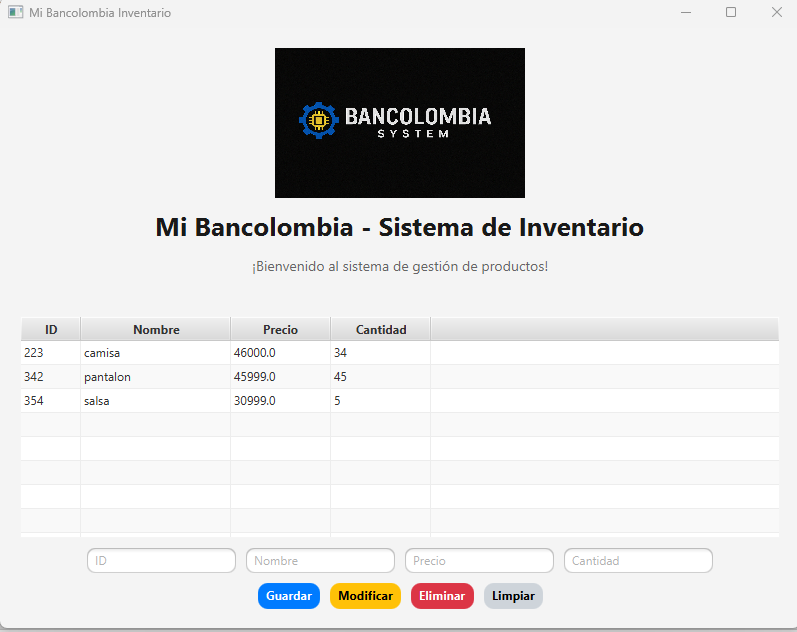 Mi Bancolombia Inventario
BANCOLOMBIA
SYSTEM
Mi Bancolombia - Sistema de Inventario
¡Bienvenido al sistema de gestión de productos!
ID Nombre Precio Cantidad
223 camisa 46000.0 34
342 pantalon 45999.0 45
354 salsa 30999.0 5
ID Nombre Precio Cantidad
Guardar Modificar Eliminar Limpiar